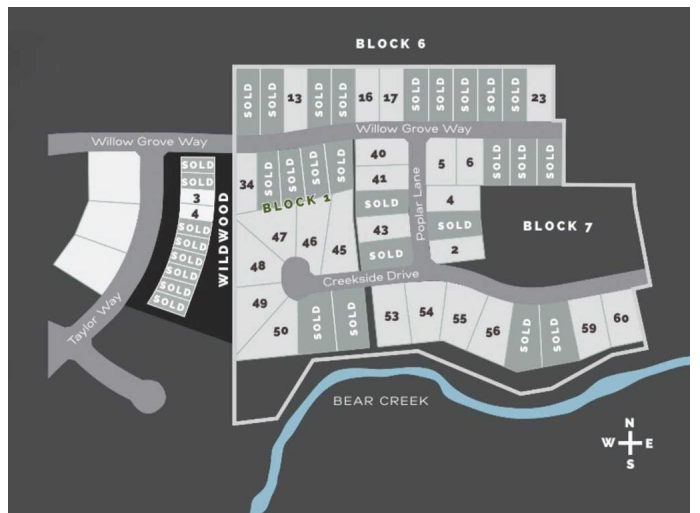 BLOCK 6
SOLD SOLD 13 SOLD SOLD 16 17 SOLD SOLD SOLD SOLD SOLD 23
Willow Grove Way
Willow Grove Way
SOLD
SOLD
3
4
SOLD
SOLD
SOLD
SOLD
SOLD
SOLD
WILDWOOD
Taylor Way
34 SOLD SOLD SOLD SOLD
BLOCK 1
47 46 45
48
49
50 SOLD SOLD
40
41
SOLD
43
SOLD
Poplar Lane
5 6 SOLD SOLD SOLD
4
SOLD
2
BLOCK 7
Creekside Drive
53 54 55 56 SOLD SOLD 59 60
BEAR CREEK
N
W E
S